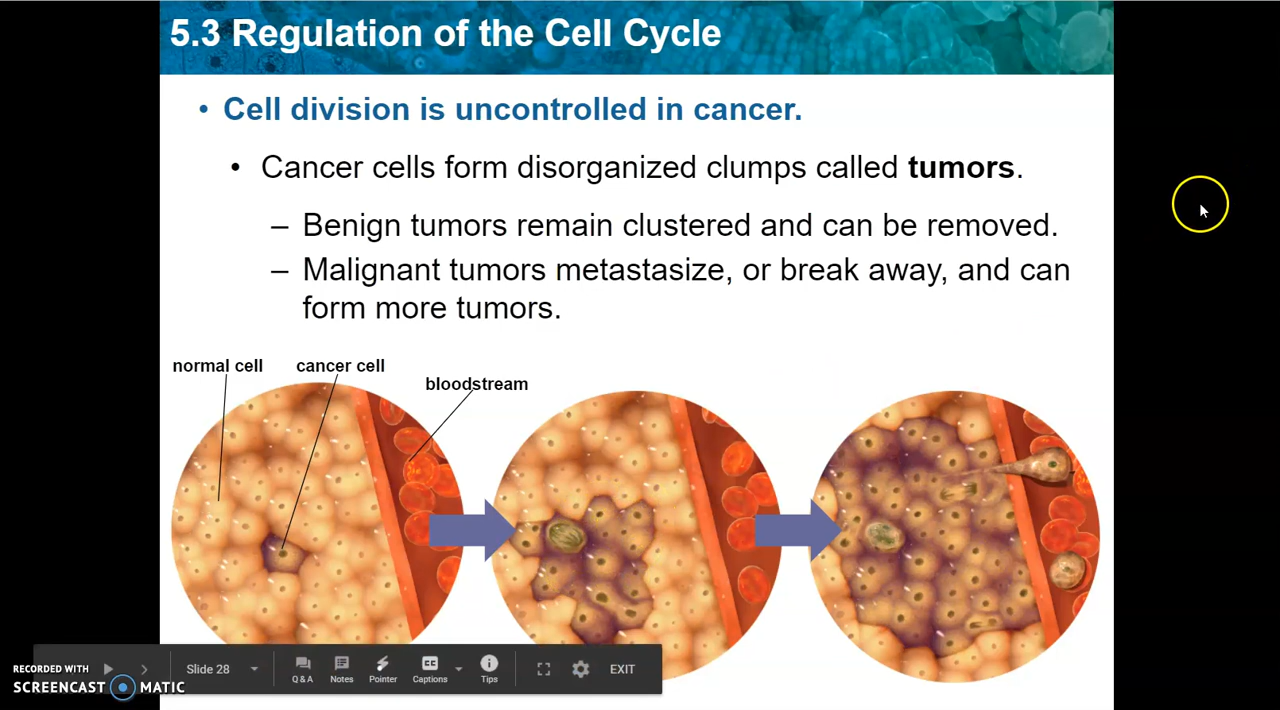 5.3 Regulation of the Cell Cycle
• Cell division is uncontrolled in cancer.
• Cancer cells form disorganized clumps called tumors.
– Benign tumors remain clustered and can be removed.
– Malignant tumors metastasize, or break away, and can
form more tumors.
normal cell
cancer cell
bloodstream
RECORDED WITH
SCREENCAST MATIC
Slide 28
Q & A
Notes
Pointer
CC
Captions
Tips
EXIT